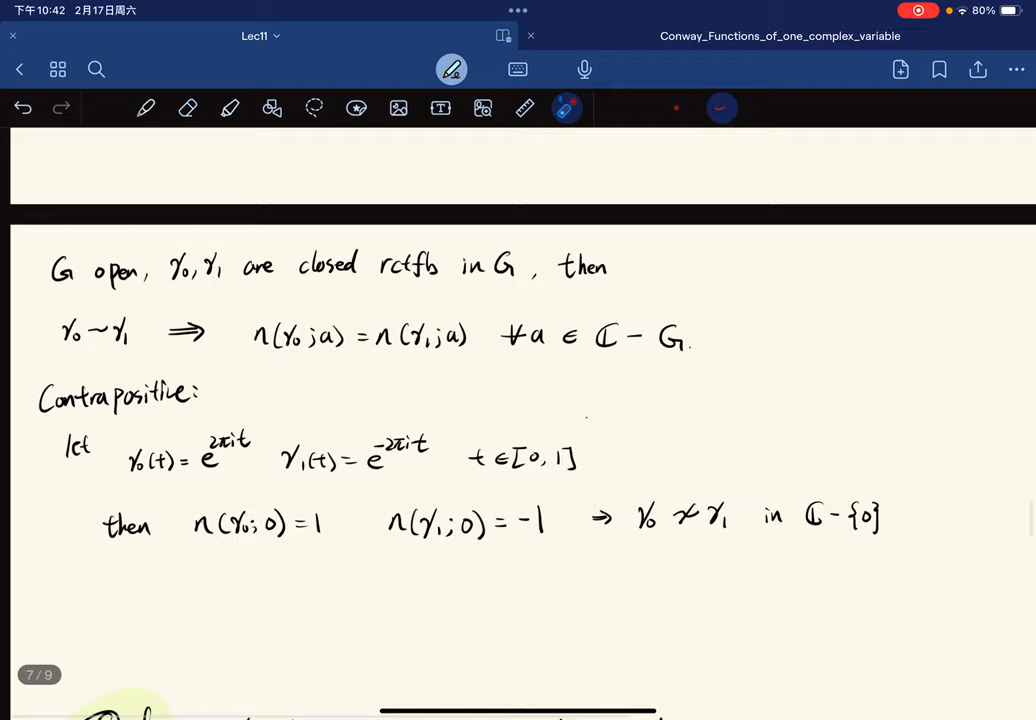 下午10:42 2月17日周六
80%
Lec11
Conway_Functions_of_one_complex_variable
G open, γ₀, γ₁ are closed rctfb in G, then
γ₀ ~ γ₁ ⟹ n(γ₀; a) = n(γ₁; a) ∀a ∈ ℂ - G.
Contrapositive:
let γ₀(t) = e^{2πit} γ₁(t) = e^{-2πit} t ∈ [0, 1]
then n(γ₀; 0) = 1 n(γ₁; 0) = -1 ⇒ γ₀ ≁ γ₁ in ℂ - {0}
7 / 9